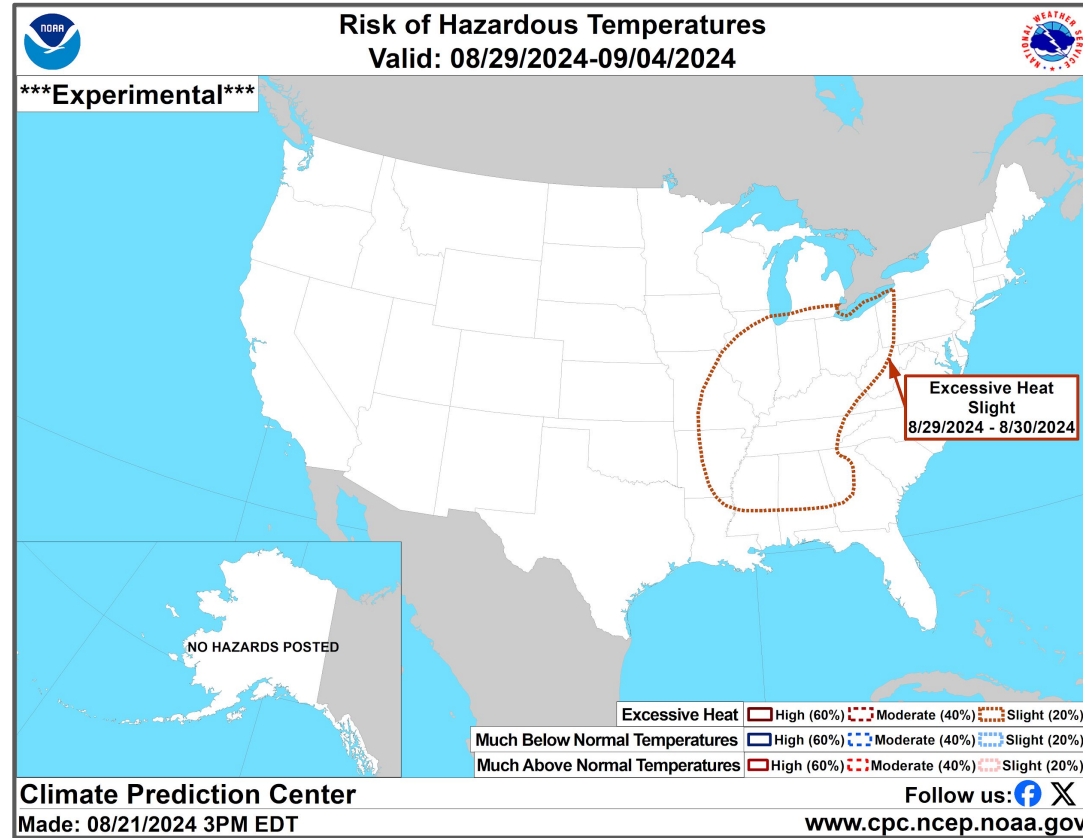 NOAA
Risk of Hazardous Temperatures
Valid: 08/29/2024-09/04/2024
NATIONAL WEATHER SERVICE
***Experimental***
Excessive Heat
Slight
8/29/2024 - 8/30/2024
NO HAZARDS POSTED
Excessive Heat High (60%) Moderate (40%) Slight (20%)
Much Below Normal Temperatures High (60%) Moderate (40%) Slight (20%)
Much Above Normal Temperatures High (60%) Moderate (40%) Slight (20%)
Climate Prediction Center
Follow us:
Made: 08/21/2024 3PM EDT
www.cpc.ncep.noaa.gov